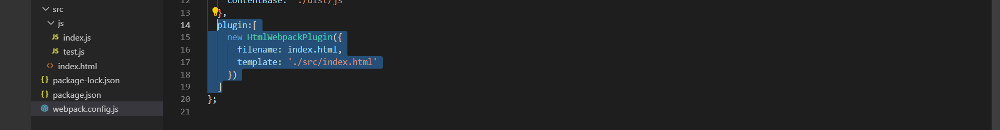 src
js
JS index.js
JS test.js
<> index.html
{} package-lock.json
{} package.json
webpack.config.js
12 contentBase: './dist/js'
13 },
14 plugin:[
15 new HtmlWebpackPlugin({
16 filename: index.html,
17 template: './src/index.html'
18 })
19 ]
20 };
21